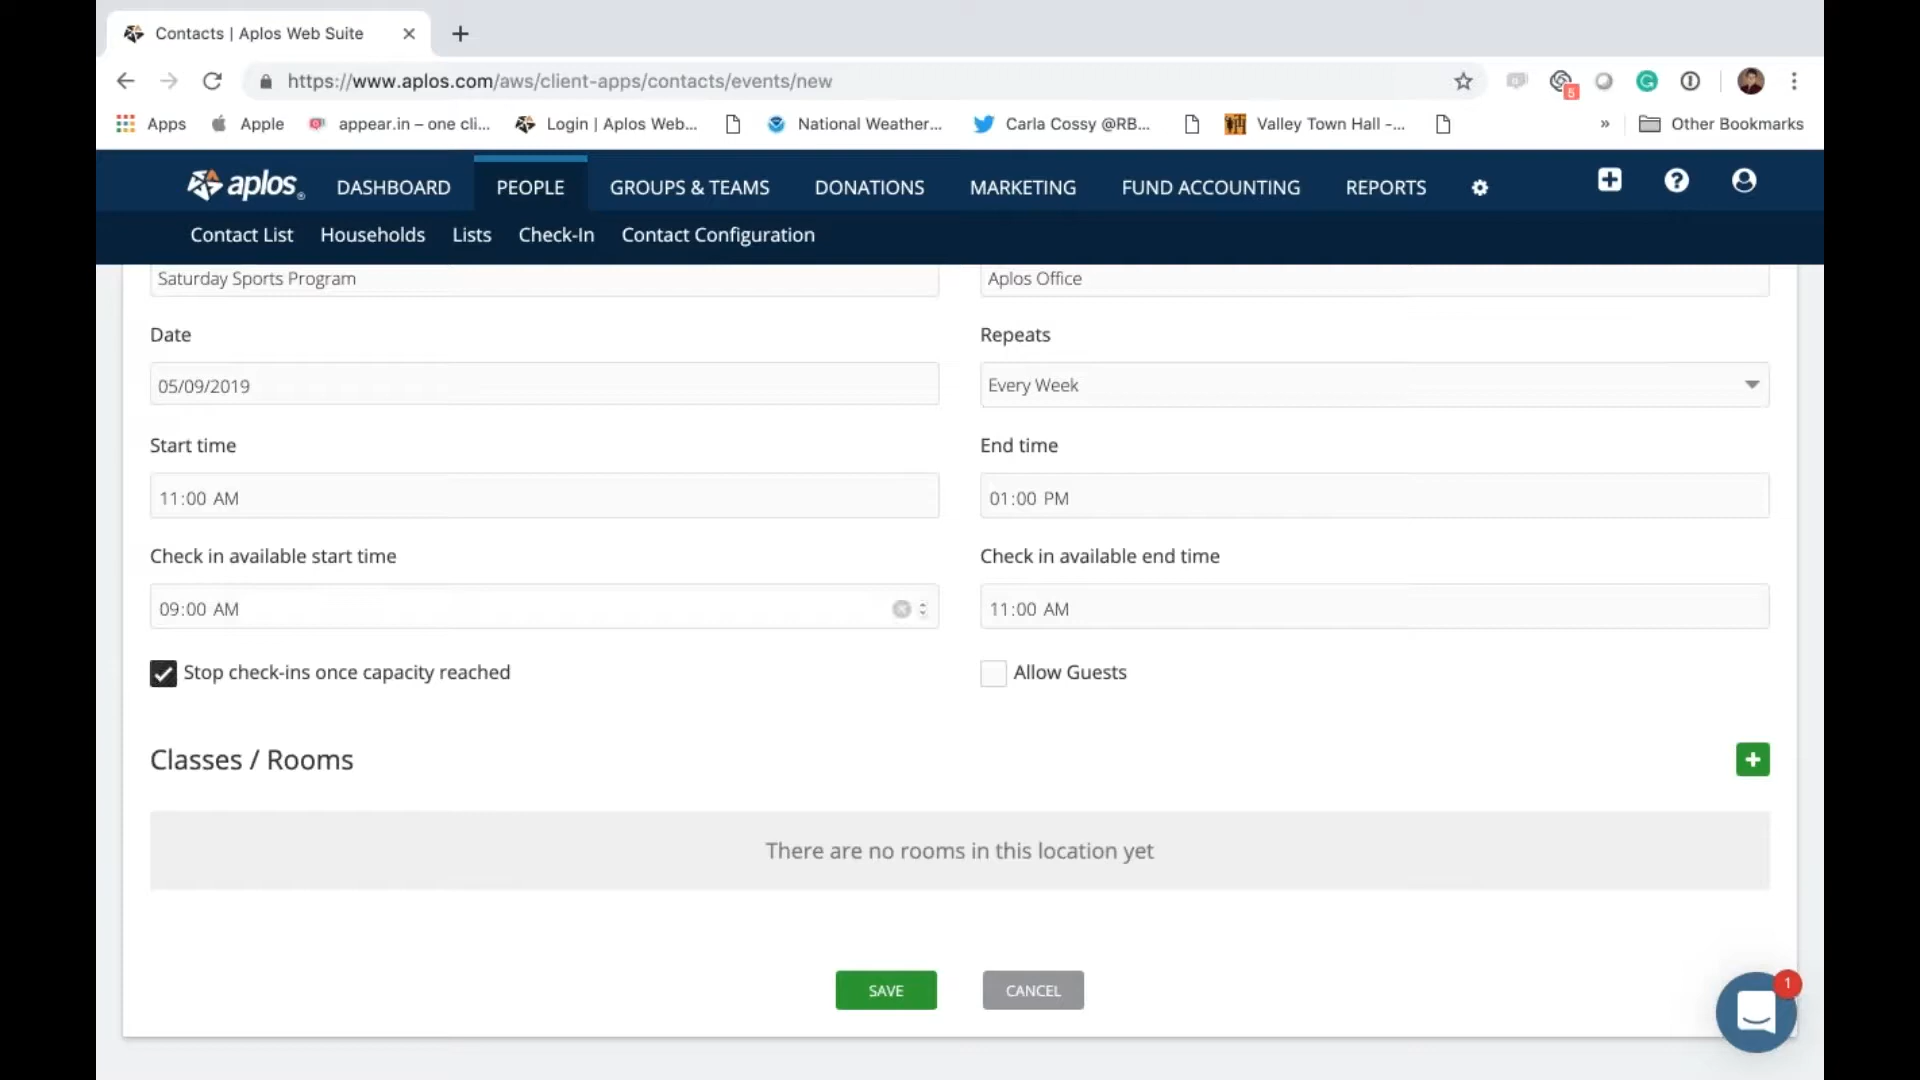 Contacts | Aplos Web Suite
https://www.aplos.com/aws/client-apps/contacts/events/new
5
Apps Apple appear.in – one cli... Login | Aplos Web... National Weather... Carla Cossy @RB... Valley Town Hall -... » Other Bookmarks
aplos DASHBOARD PEOPLE GROUPS & TEAMS DONATIONS MARKETING FUND ACCOUNTING REPORTS
Contact List Households Lists Check-In Contact Configuration
Saturday Sports Program Aplos Office
Date Repeats
05/09/2019 Every Week
Start time End time
11:00 AM 01:00 PM
Check in available start time Check in available end time
09:00 AM 11:00 AM
Stop check-ins once capacity reached Allow Guests
Classes / Rooms
There are no rooms in this location yet
SAVE CANCEL
1